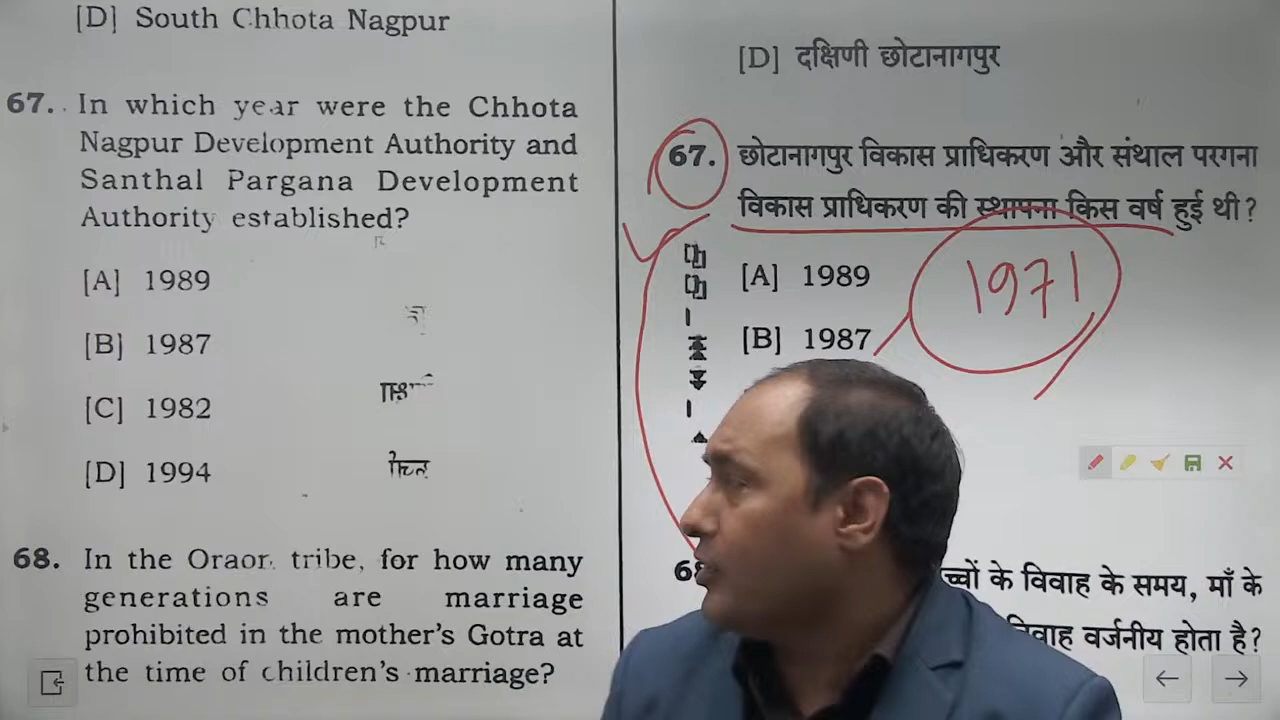 [D] South Chhota Nagpur
67. In which year were the Chhota
Nagpur Development Authority and
Santhal Pargana Development
Authority established?
[A] 1989
[B] 1987
[C] 1982
[D] 1994
68. In the Oraon tribe, for how many
generations are marriage
prohibited in the mother's Gotra at
the time of children's marriage?
[D] दक्षिणी छोटानागपुर
67. छोटानागपुर विकास प्राधिकरण और संथाल परगना
विकास प्राधिकरण की स्थापना किस वर्ष हुई थी?
[A] 1989
1971
[B] 1987
के विवाह के समय, माँ के
वर्जनीय होता है?